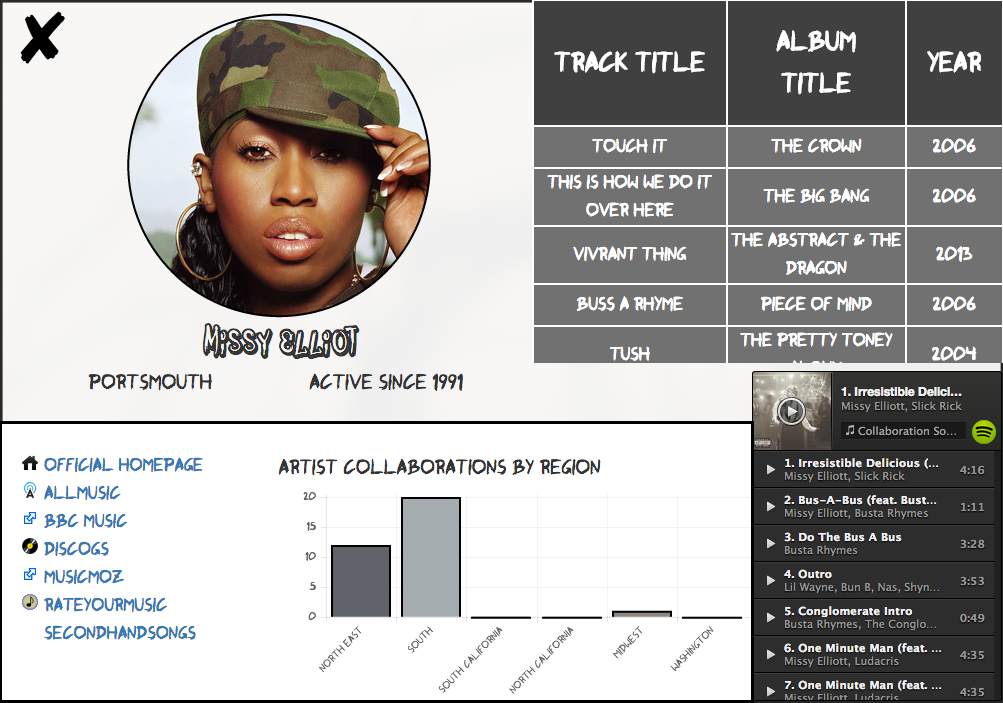 X
MISSY ELLIOT
PORTSMOUTH ACTIVE SINCE 1991
TRACK TITLE ALBUM TITLE YEAR
TOUCH IT THE CROWN 2006
THIS IS HOW WE DO IT OVER HERE THE BIG BANG 2006
VIVRANT THING THE ABSTRACT & THE DRAGON 2013
BUSS A RHYME PIECE OF MIND 2006
TUSH THE PRETTY TONEY 2004
OFFICIAL HOMEPAGE
ALLMUSIC
BBC MUSIC
DISCOGS
MUSICMOZ
RATEYOURMUSIC
SECONDHANDSONGS
ARTIST COLLABORATIONS BY REGION
20
15
10
5
0
NORTH EAST
SOUTH
SOUTH CALIFORNIA
NORTH CALIFORNIA
MIDWEST
WASHINGTON
1. Irresistible Delici...
Missy Elliott, Slick Rick
Collaboration So...
1. Irresistible Delicious (... 4:16
Missy Elliott, Slick Rick
2. Bus-A-Bus (feat. Bust... 1:11
Missy Elliott, Busta Rhymes
3. Do The Bus A Bus 3:28
Busta Rhymes
4. Outro 3:53
Lil Wayne, Bun B, Nas, Shyn...
5. Conglomerate Intro 0:49
Busta Rhymes, The Conglo...
6. One Minute Man (feat. ... 4:35
Missy Elliott, Ludacris
7. One Minute Man (feat. ... 4:35
Missy Elliott, Ludacris